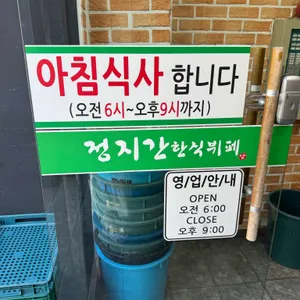 아침식사 합니다
(오전 6시~오후9시까지)
정지간한식뷔페
영/업/안/내
OPEN
오전 6:00
CLOSE
오후 9:00